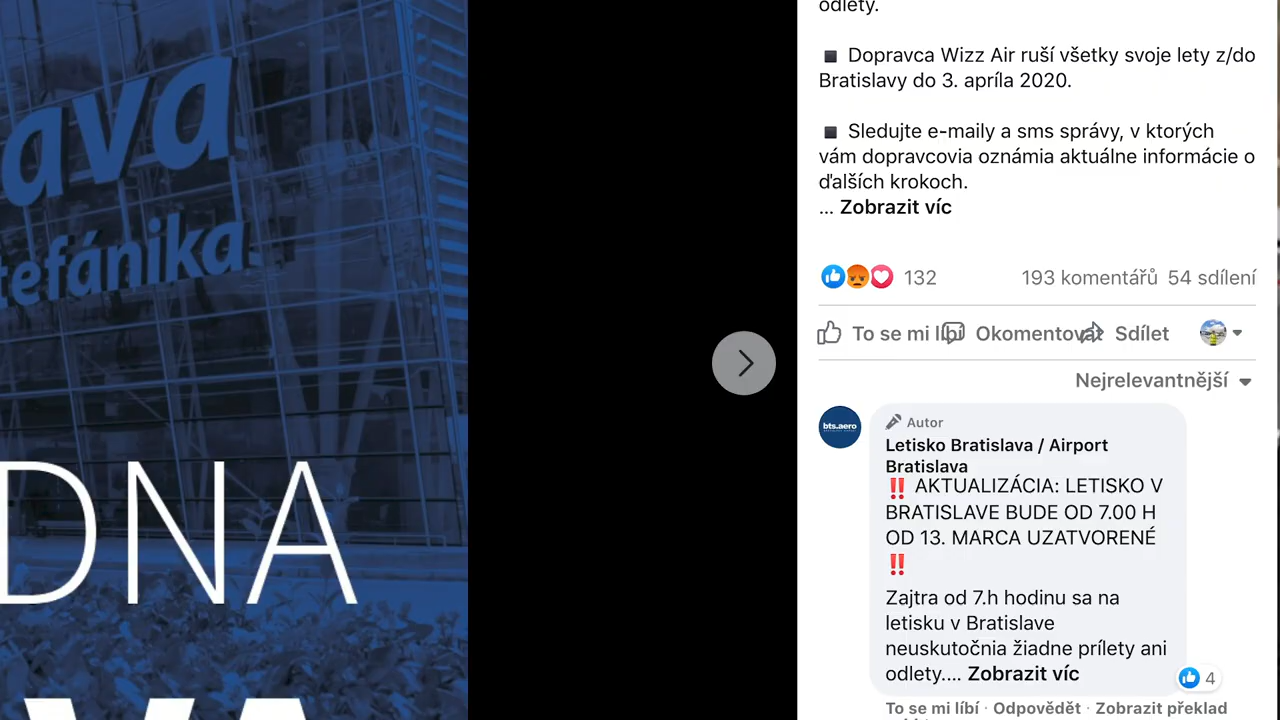 ava
tefánika
DNA
odlety.
▪ Dopravca Wizz Air ruší všetky svoje lety z/do
Bratislavy do 3. apríla 2020.
▪ Sledujte e-maily a sms správy, v ktorých
vám dopravcovia oznámia aktuálne informácie o
ďalších krokoch.
... Zobrazit víc
132
193 komentářů 54 sdílení
To se mi líbí Okomentovat Sdílet
Nejrelevantnější
bts.aero
Autor
Letisko Bratislava / Airport
Bratislava
‼️ AKTUALIZÁCIA: LETISKO V
BRATISLAVE BUDE OD 7.00 H
OD 13. MARCA UZATVORENÉ
‼️
Zajtra od 7.h hodinu sa na
letisku v Bratislave
neuskutočnia žiadne prílety ani
odlety.... Zobrazit víc
4
To se mi líbí · Odpovědět · Zobrazit překlad